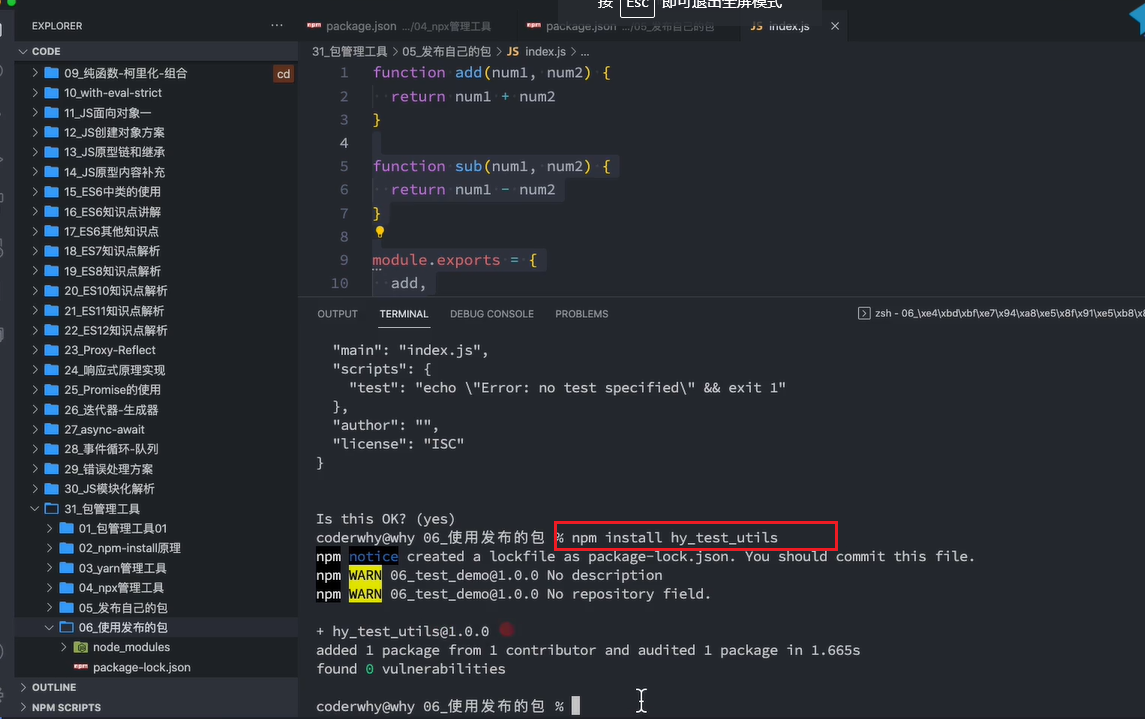 按 Esc 即可退出全屏模式
EXPLORER
CODE
09_纯函数-柯里化-组合
cd
10_with-eval-strict
11_JS面向对象一
12_JS创建对象方案
13_JS原型链和继承
14_JS原型内容补充
15_ES6中类的使用
16_ES6知识点讲解
17_ES6其他知识点
18_ES7知识点解析
19_ES8知识点解析
20_ES10知识点解析
21_ES11知识点解析
22_ES12知识点解析
23_Proxy-Reflect
24_响应式原理实现
25_Promise的使用
26_迭代器-生成器
27_async-await
28_事件循环-队列
29_错误处理方案
30_JS模块化解析
31_包管理工具
01_包管理工具01
02_npm-install原理
03_yarn管理工具
04_npx管理工具
05_发布自己的包
06_使用发布的包
node_modules
package-lock.json
OUTLINE
NPM SCRIPTS
package.json .../04_npx管理工具
package.json .../05_发布自己的包
JS index.js
31_包管理工具 > 05_发布自己的包 > JS index.js > ...
1 function add(num1, num2) {
2 return num1 + num2
3 }
4
5 function sub(num1, num2) {
6 return num1 - num2
7 }
8
9 module.exports = {
10 add,
OUTPUT TERMINAL DEBUG CONSOLE PROBLEMS
zsh - 06_\xe4\xbd\xbf\xe7\x94\xa8\xe5\x8f\x91\xe5\xb8\x
"main": "index.js",
"scripts": {
"test": "echo \"Error: no test specified\" && exit 1"
},
"author": "",
"license": "ISC"
}
Is this OK? (yes)
coderwhy@why 06_使用发布的包 % npm install hy_test_utils
npm notice created a lockfile as package-lock.json. You should commit this file.
npm WARN 06_test_demo@1.0.0 No description
npm WARN 06_test_demo@1.0.0 No repository field.
+ hy_test_utils@1.0.0
added 1 package from 1 contributor and audited 1 package in 1.665s
found 0 vulnerabilities
coderwhy@why 06_使用发布的包 %